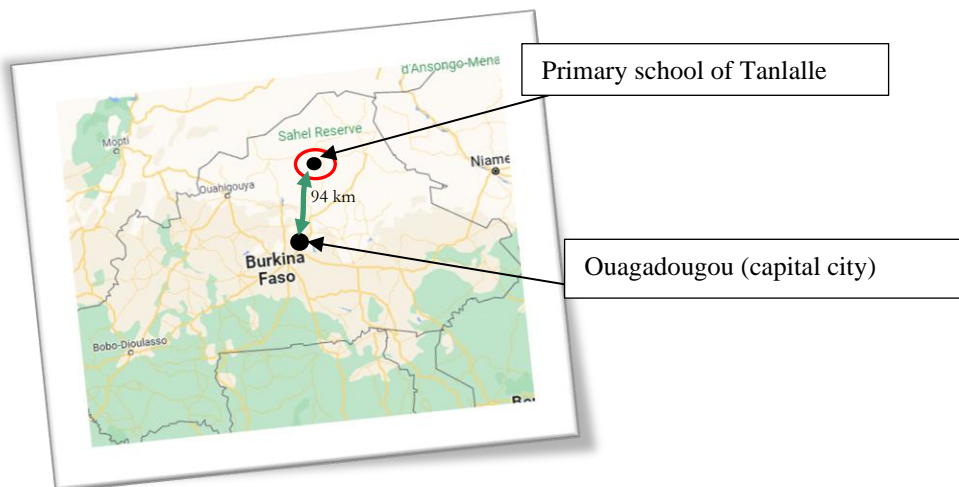 Primary school of Tanlalle
d'Ansongo-Mena
Sahel Reserve
Mopti
Niame
Ouahigouya
94 km
Burkina
Faso
Ouagadougou (capital city)
Bobo-Dioulasso